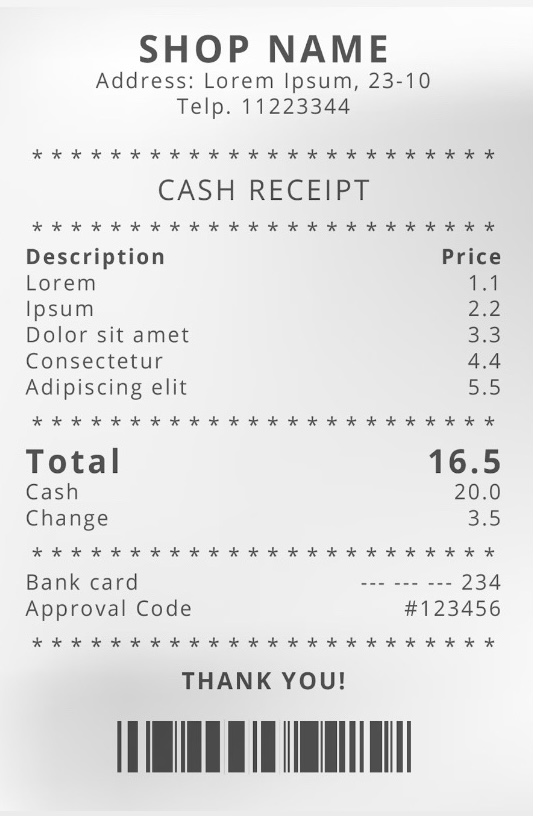 SHOP NAME
Address: Lorem Ipsum, 23-10
Telp. 11223344
* * * * * * * * * * * * * * * * * * * * * * * *
CASH RECEIPT
* * * * * * * * * * * * * * * * * * * * * * * *
Description Price
Lorem 1.1
Ipsum 2.2
Dolor sit amet 3.3
Consectetur 4.4
Adipiscing elit 5.5
* * * * * * * * * * * * * * * * * * * * * * * *
Total 16.5
Cash 20.0
Change 3.5
* * * * * * * * * * * * * * * * * * * * * * * *
Bank card --- --- --- 234
Approval Code #123456
* * * * * * * * * * * * * * * * * * * * * * * *
THANK YOU!